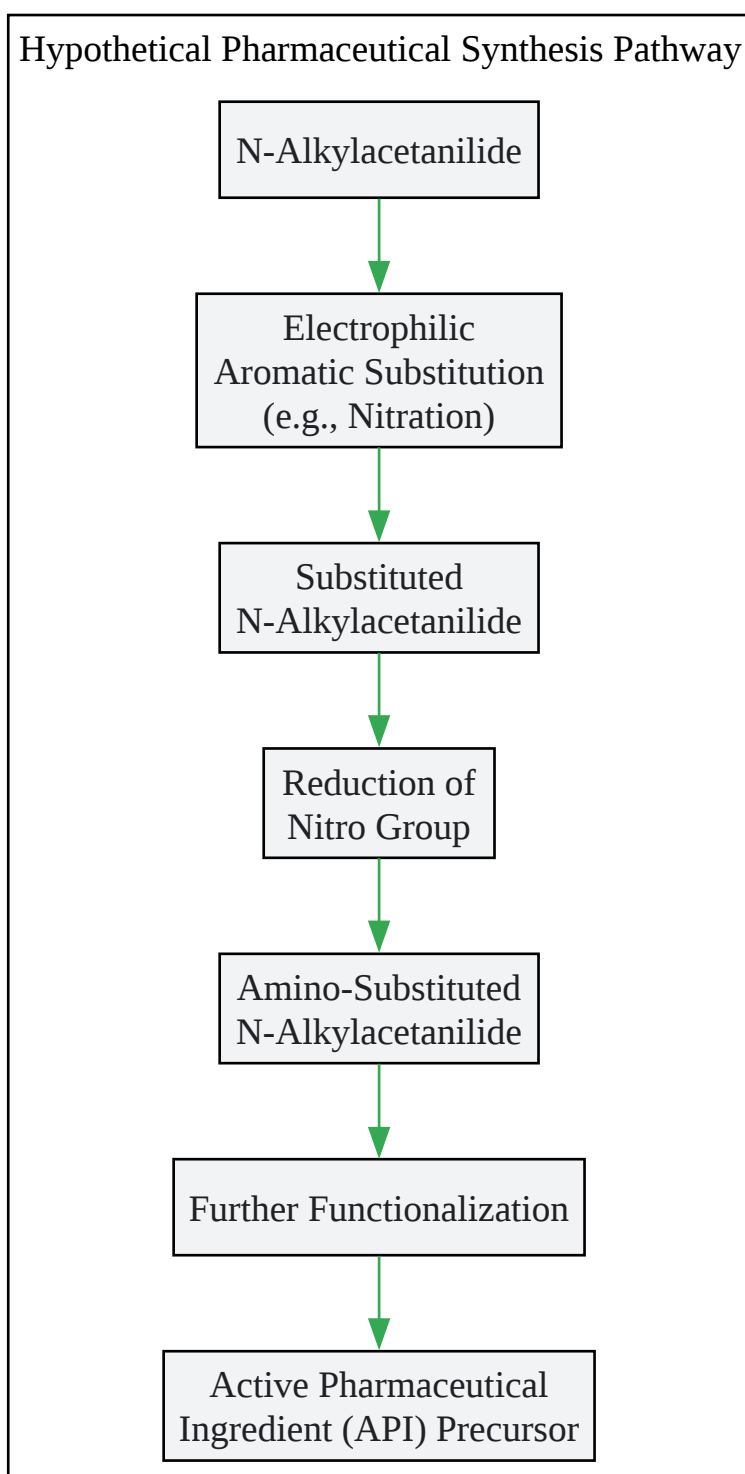 Hypothetical Pharmaceutical Synthesis Pathway
N-Alkylacetanilide
Electrophilic
Aromatic Substitution
(e.g., Nitration)
Substituted
N-Alkylacetanilide
Reduction of
Nitro Group
Amino-Substituted
N-Alkylacetanilide
Further Functionalization
Active Pharmaceutical
Ingredient (API) Precursor